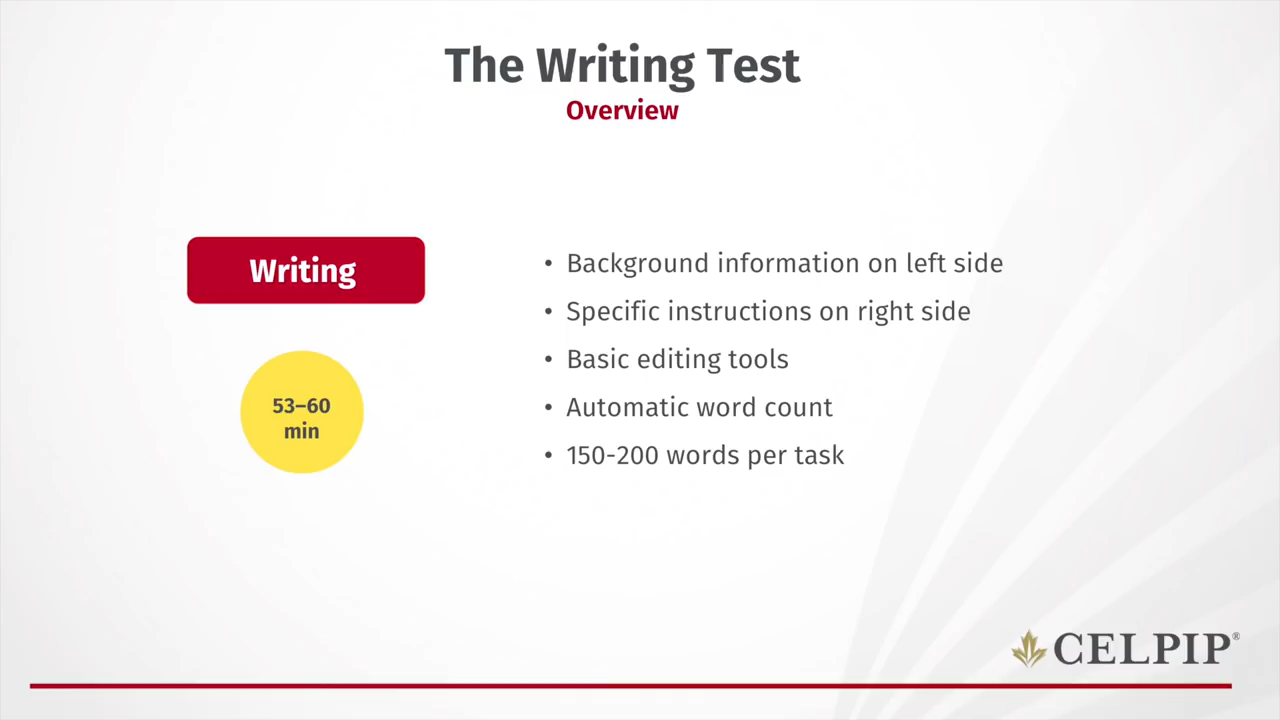 The Writing Test
Overview
Writing
53–60
min
• Background information on left side
• Specific instructions on right side
• Basic editing tools
• Automatic word count
• 150-200 words per task
CELPIP®